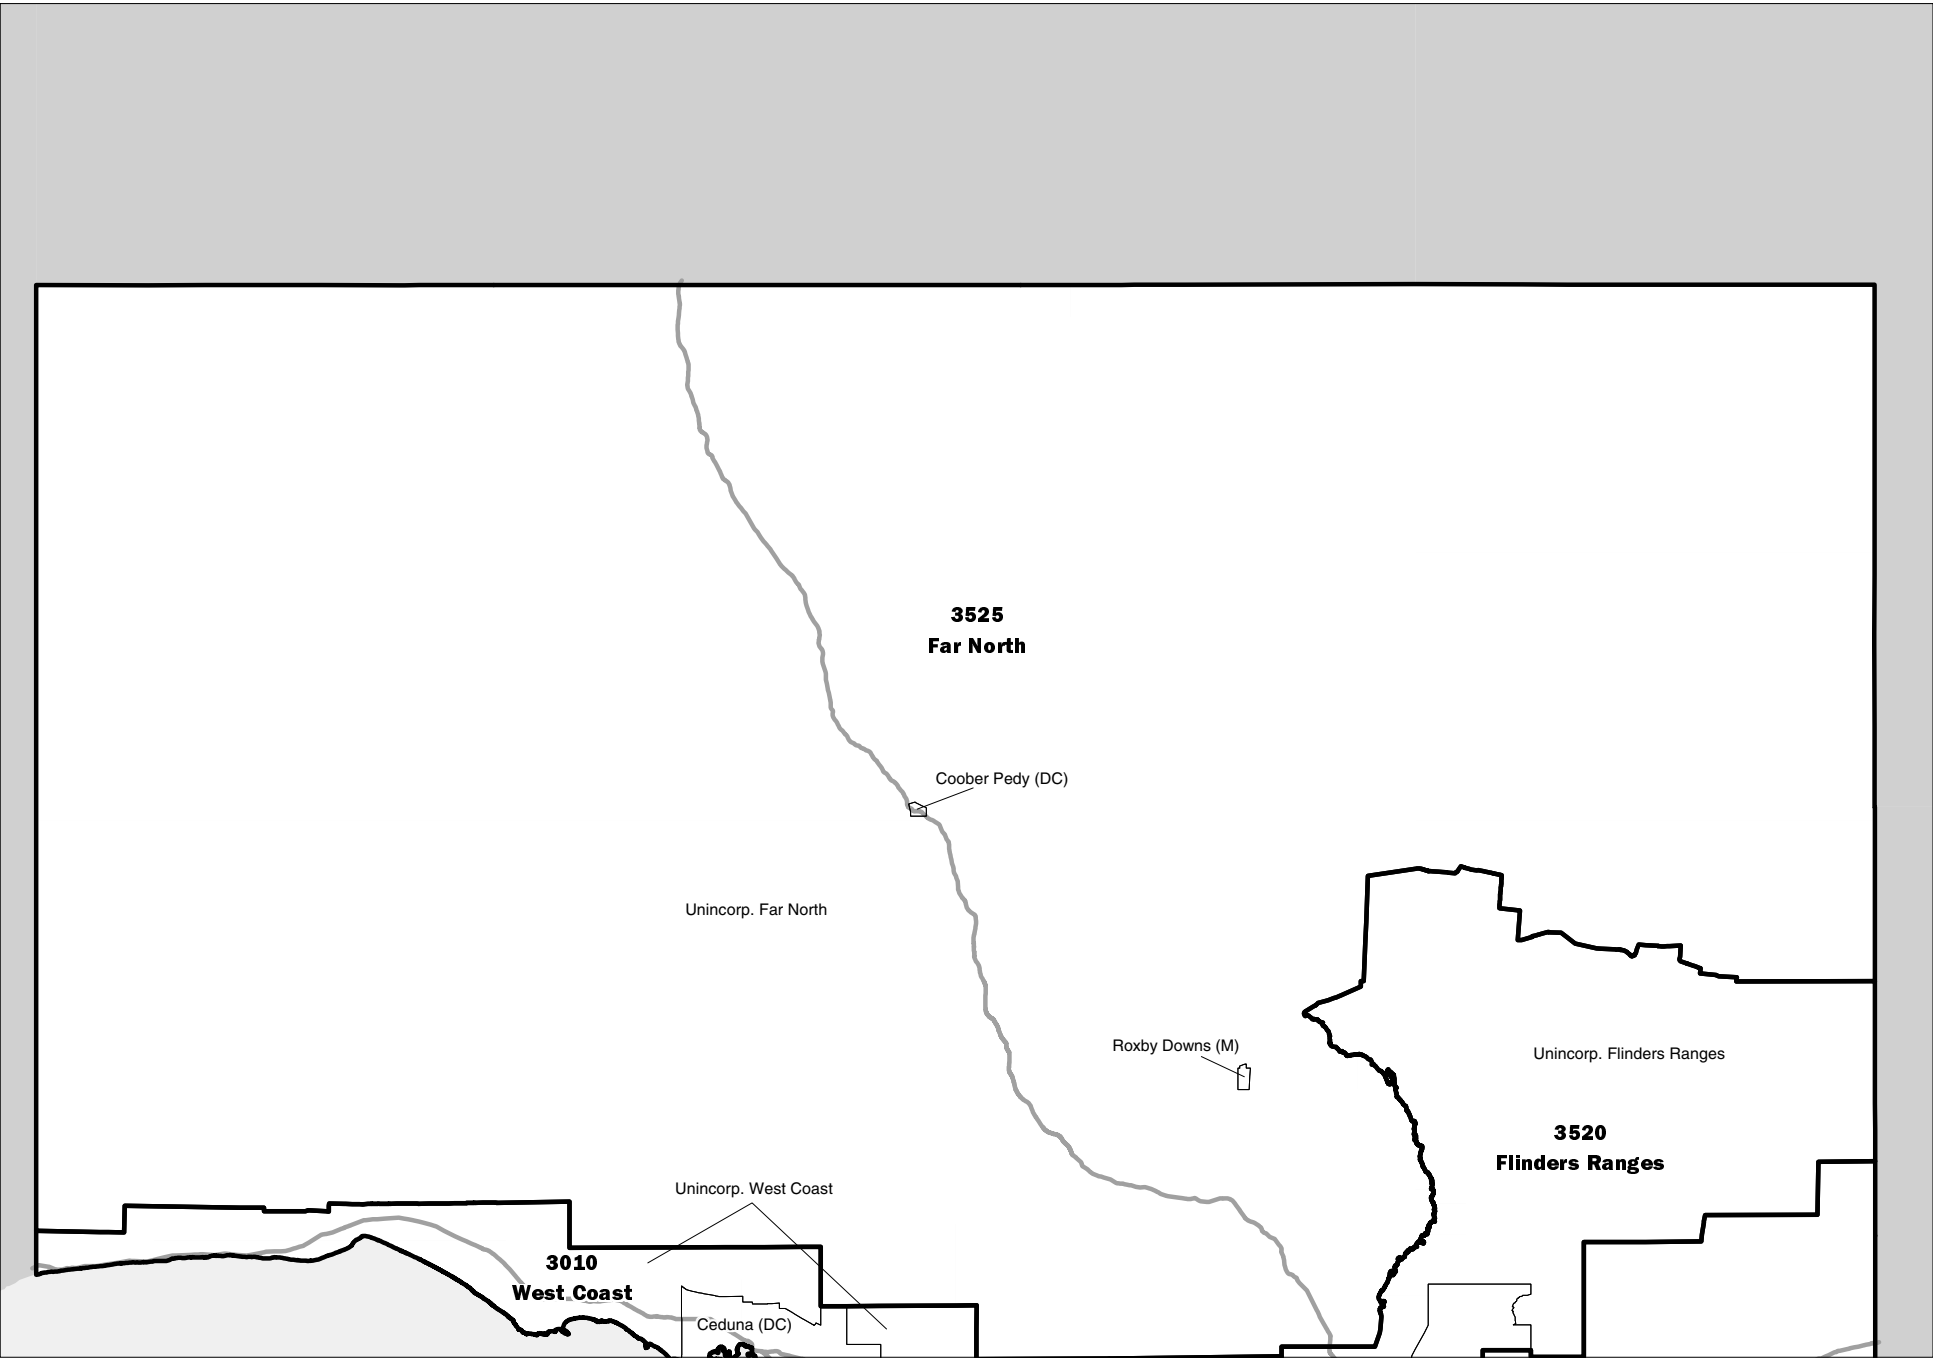 3525
Far North
Coober Pedy (DC)
Unincorp. Far North
Roxby Downs (M)
Unincorp. Flinders Ranges
3520
Flinders Ranges
Unincorp. West Coast
3010
West Coast
Ceduna (DC)